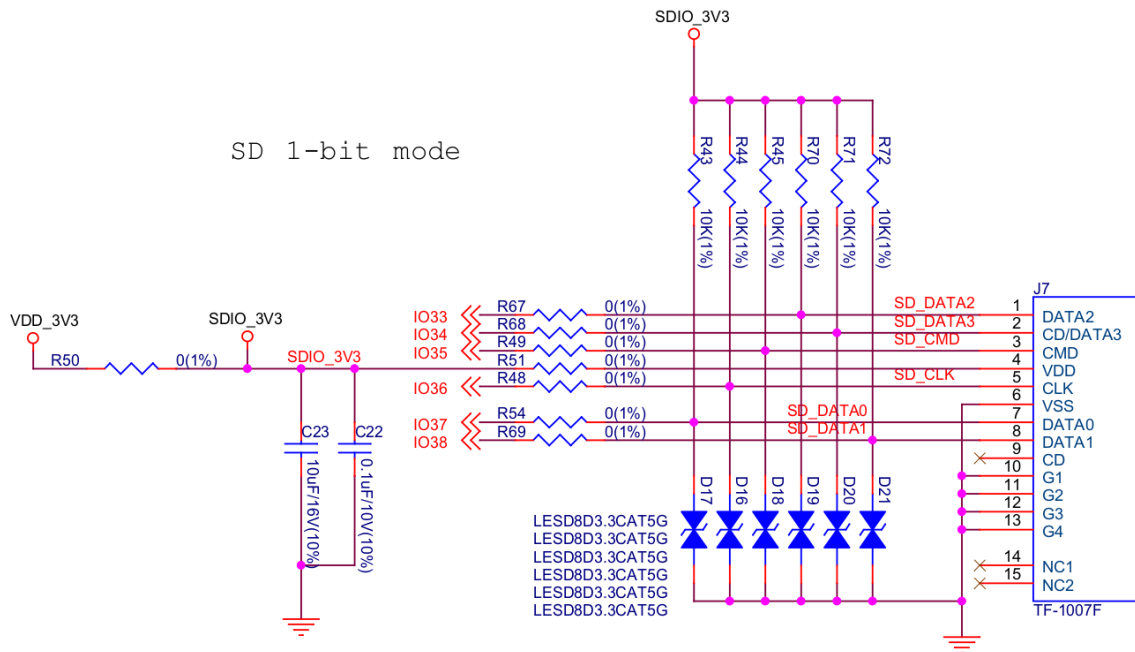 SDIO_3V3
SD 1-bit mode
R43
R44
R45
R70
R71
R72
10K(1%)
10K(1%)
10K(1%)
10K(1%)
10K(1%)
10K(1%)
J7
VDD_3V3
R50
0(1%)
SDIO_3V3
SDIO_3V3
IO33
R67
0(1%)
SD_DATA2
1
DATA2
IO34
R68
0(1%)
SD_DATA3
2
CD/DATA3
IO35
R49
0(1%)
SD_CMD
3
CMD
R51
0(1%)
4
VDD
IO36
R48
0(1%)
SD_CLK
5
CLK
6
VSS
IO37
R54
0(1%)
SD_DATA0
7
DATA0
IO38
R69
0(1%)
SD_DATA1
8
DATA1
9
CD
10
G1
11
G2
12
G3
13
G4
14
NC1
15
NC2
TF-1007F
C23
10uF/16V(10%)
C22
0.1uF/10V(10%)
D17
D16
D18
D19
D20
D21
LESD8D3.3CAT5G
LESD8D3.3CAT5G
LESD8D3.3CAT5G
LESD8D3.3CAT5G
LESD8D3.3CAT5G
LESD8D3.3CAT5G